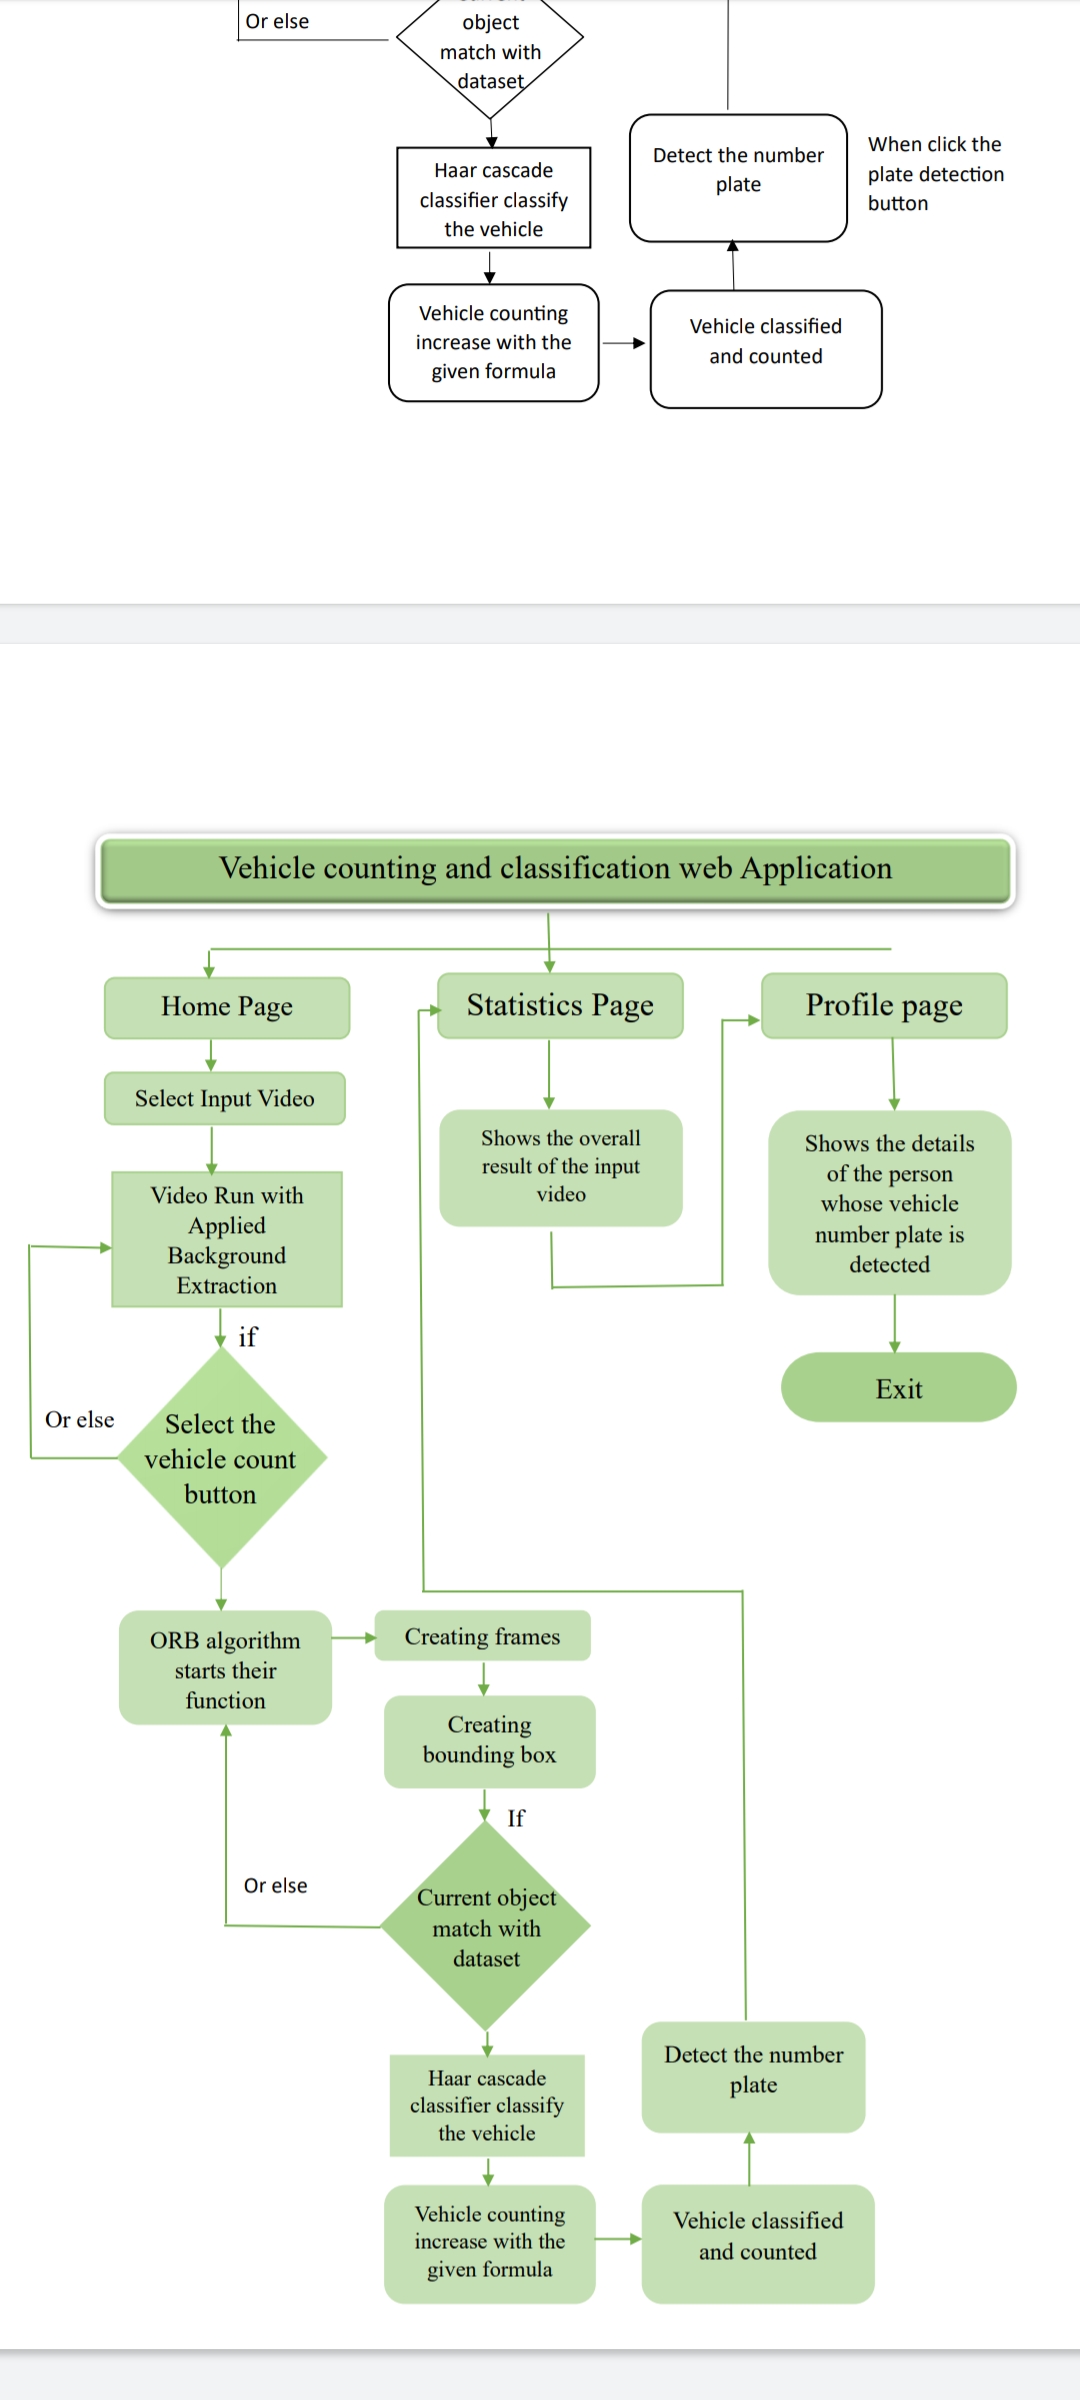 Or else
object
match with
dataset
Haar cascade
classifier classify
the vehicle
Detect the number
plate
When click the
plate detection
button
Vehicle counting
increase with the
given formula
Vehicle classified
and counted
Vehicle counting and classification web Application
Home Page
Statistics Page
Profile page
Select Input Video
Shows the overall
result of the input
video
Shows the details
of the person
whose vehicle
number plate is
detected
Video Run with
Applied
Background
Extraction
if
Exit
Or else
Select the
vehicle count
button
ORB algorithm
starts their
function
Creating frames
Creating
bounding box
If
Or else
Current object
match with
dataset
Haar cascade
classifier classify
the vehicle
Detect the number
plate
Vehicle counting
increase with the
given formula
Vehicle classified
and counted